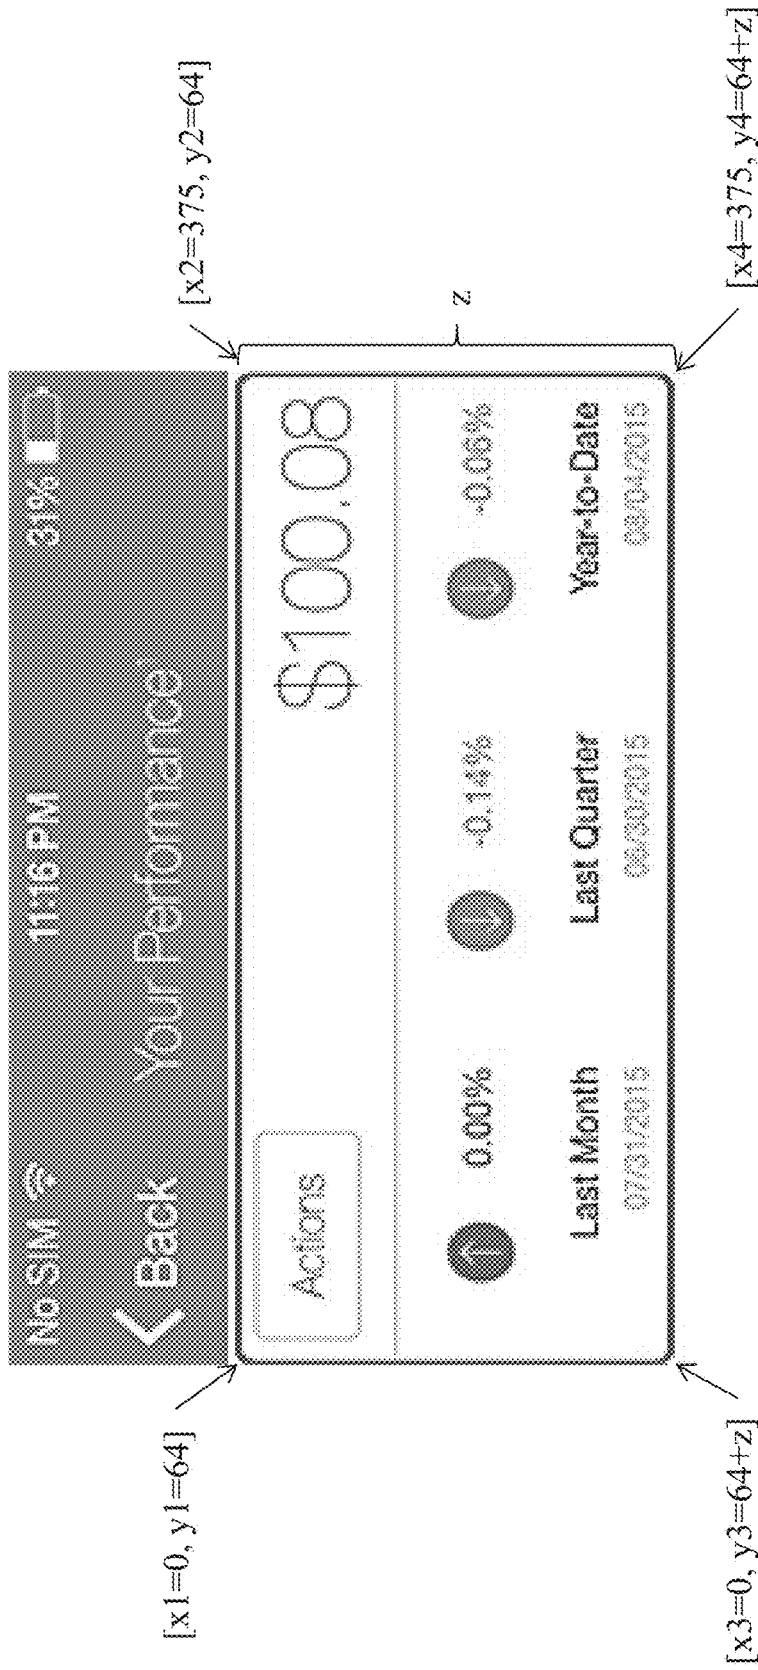 No SIM 11:16 PM 31%
Back Your Performance
[x1=0, y1=64] [x2=375, y2=64]
Actions $100.08
z
0.00% -0.14% -0.06%
Last Month Last Quarter Year-to-Date
07/31/2015 06/30/2015 08/04/2015
[x3=0, y3=64+z] [x4=375, y4=64+z]